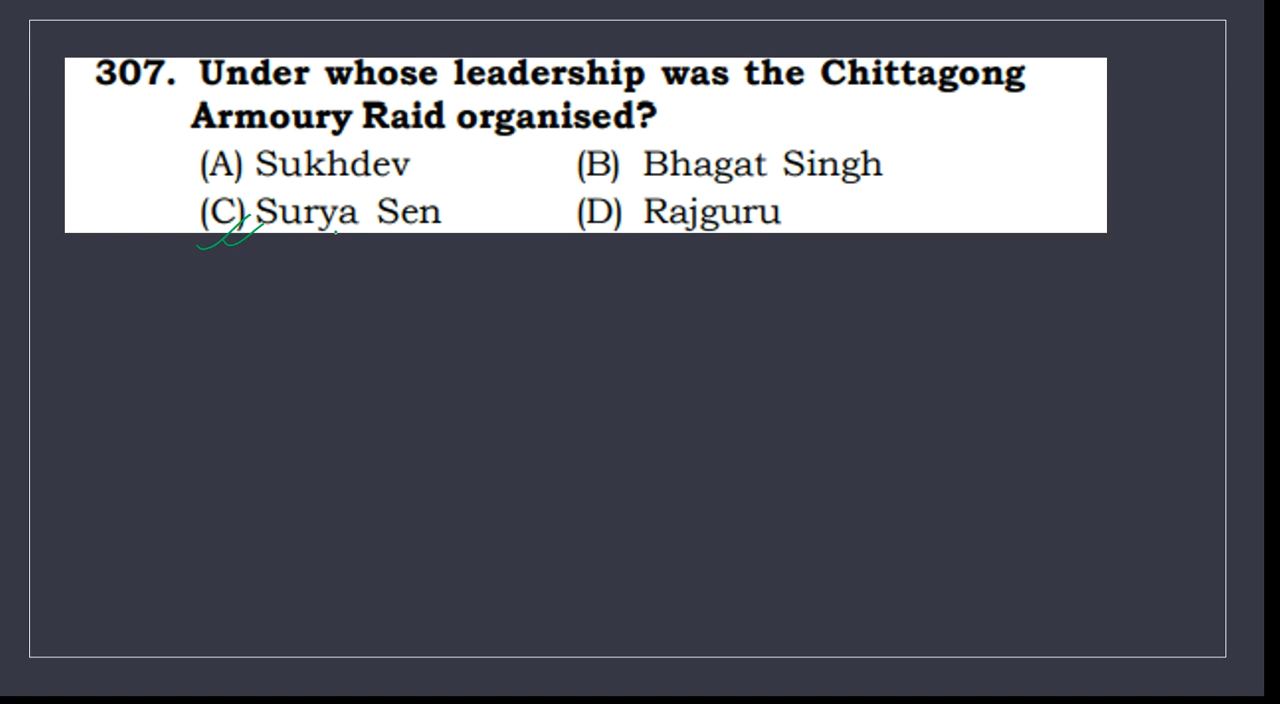 307. Under whose leadership was the Chittagong
Armoury Raid organised?
(A) Sukhdev (B) Bhagat Singh
(C) Surya Sen (D) Rajguru